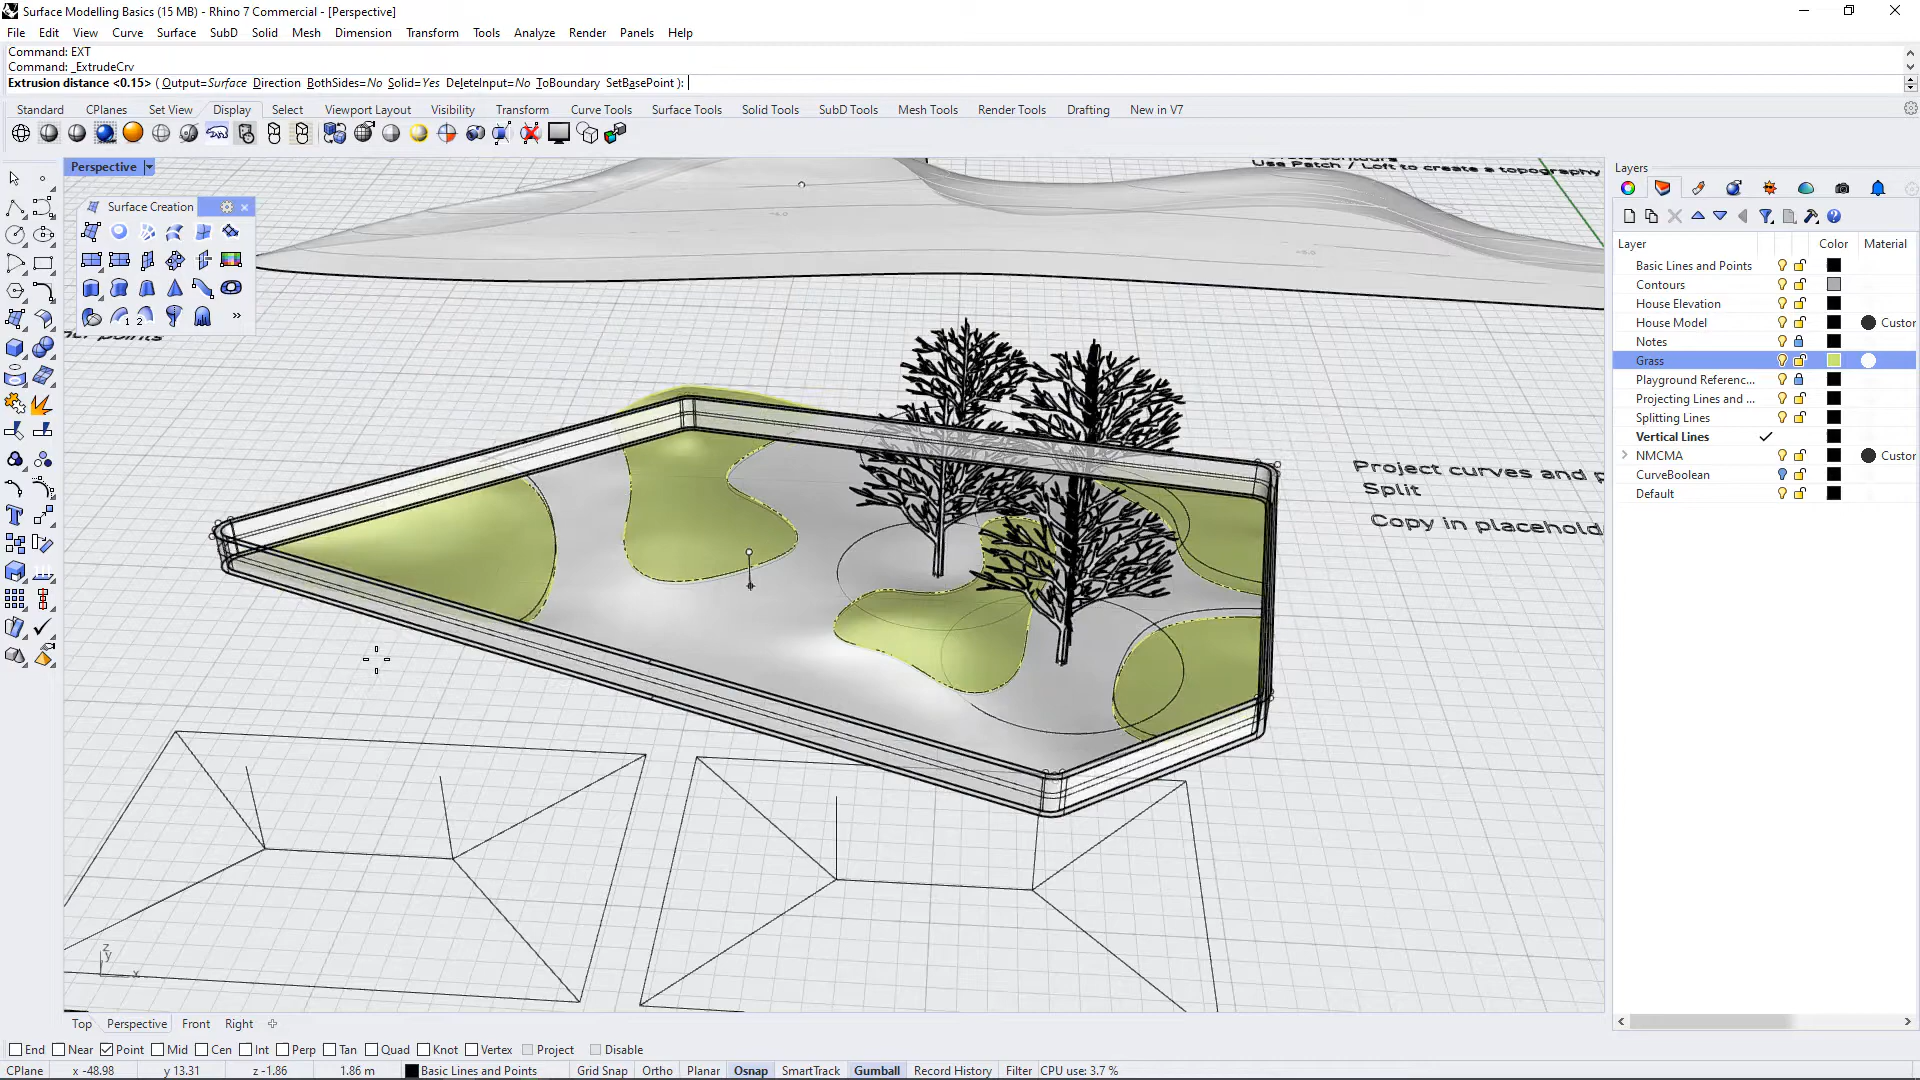 Surface Modelling Basics (15 MB) - Rhino 7 Commercial - [Perspective]
File Edit View Curve Surface SubD Solid Mesh Dimension Transform Tools Analyze Render Panels Help
Command: EXT
Command: _ExtrudeCrv
Extrusion distance <0.15> ( Output=Surface Direction BothSides=No Solid=Yes DeleteInput=No ToBoundary SetBasePoint ):
Standard CPlanes Set View Display Select Viewport Layout Visibility Transform Curve Tools Surface Tools Solid Tools SubD Tools Mesh Tools Render Tools Drafting New in V7
Perspective
Surface Creation
Use Patch / Loft to create a topography
points
Project curves and
Split
Copy in placehold
Layers
Layer Color Material
Basic Lines and Points
Contours
House Elevation
House Model Custor
Notes
Grass
Playground Referenc...
Projecting Lines and ...
Splitting Lines
Vertical Lines
NMCMA Custor
CurveBoolean
Default
z
y
x
Top Perspective Front Right
End Near Point Mid Cen Int Perp Tan Quad Knot Vertex Project Disable
CPlane x -48.98 y 13.31 z -1.86 1.86 m Basic Lines and Points Grid Snap Ortho Planar Osnap SmartTrack Gumball Record History Filter CPU use: 3.7 %